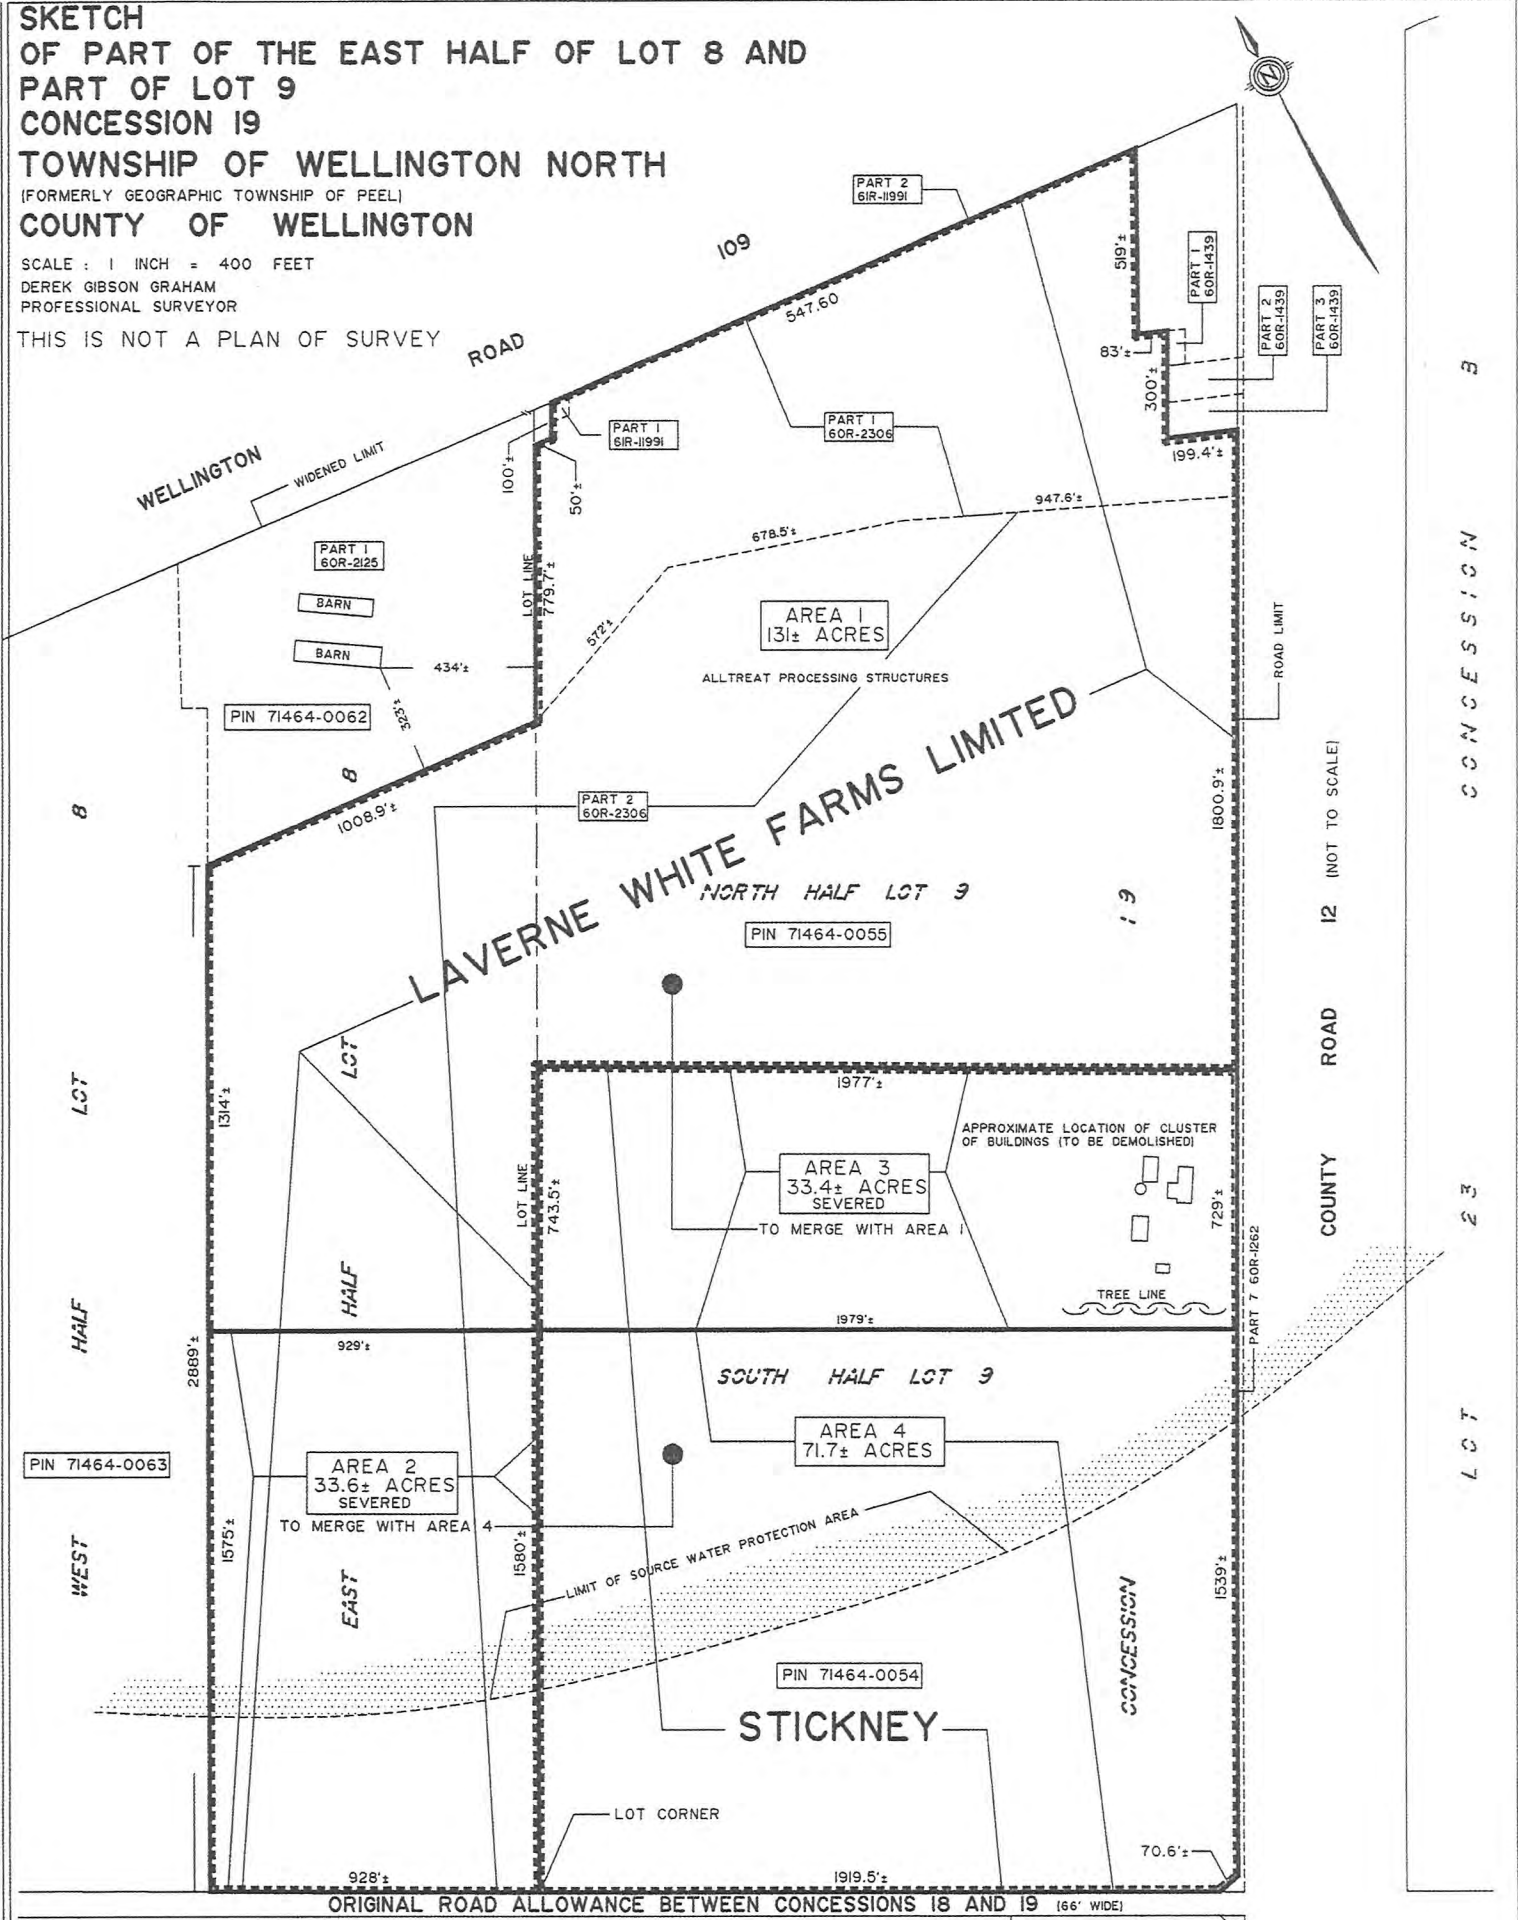 SKETCH
OF PART OF THE EAST HALF OF LOT 8 AND
PART OF LOT 9
CONCESSION 19
TOWNSHIP OF WELLINGTON NORTH
(FORMERLY GEOGRAPHIC TOWNSHIP OF PEEL)
COUNTY OF WELLINGTON
SCALE : 1 INCH = 400 FEET
DEREK GIBSON GRAHAM
PROFESSIONAL SURVEYOR
THIS IS NOT A PLAN OF SURVEY
N
WELLINGTON
ROAD
109
WIDENED LIMIT
PART 2
61R-11991
547.60
519'±
PART 1
60R-1439
PART 2
60R-1439
PART 3
60R-1439
83'±
300'±
199.4'±
PART 1
61R-11991
PART 1
60R-2306
100'±
50'±
947.6'±
678.5'±
572'±
PART 1
60R-2125
BARN
BARN
434'±
323'±
LOT LINE
779.7'±
AREA 1
131± ACRES
ALLTREAT PROCESSING STRUCTURES
PIN 71464-0062
8
8
1008.9'±
PART 2
60R-2306
LAVERNE WHITE FARMS LIMITED
ROAD LIMIT
1800.9'±
NORTH HALF LOT 9
PIN 71464-0055
19
COUNTY ROAD 12 (NOT TO SCALE)
CONCESSION 3
LOT 23
LOT
LOT
1314'±
1977'±
APPROXIMATE LOCATION OF CLUSTER
OF BUILDINGS (TO BE DEMOLISHED)
AREA 3
33.4± ACRES
SEVERED
TO MERGE WITH AREA 1
LOT LINE
743.5'±
729'±
TREE LINE
PART 7 60R-1262
HALF
HALF
1979'±
929'±
2889'±
SOUTH HALF LOT 9
AREA 4
71.7± ACRES
PIN 71464-0063
AREA 2
33.6± ACRES
SEVERED
TO MERGE WITH AREA 4
1575'±
1580'±
LIMIT OF SOURCE WATER PROTECTION AREA
1539'±
WEST
EAST
CONCESSION
PIN 71464-0054
STICKNEY
LOT CORNER
70.6'±
928'±
1919.5'±
ORIGINAL ROAD ALLOWANCE BETWEEN CONCESSIONS 18 AND 19 (66' WIDE)